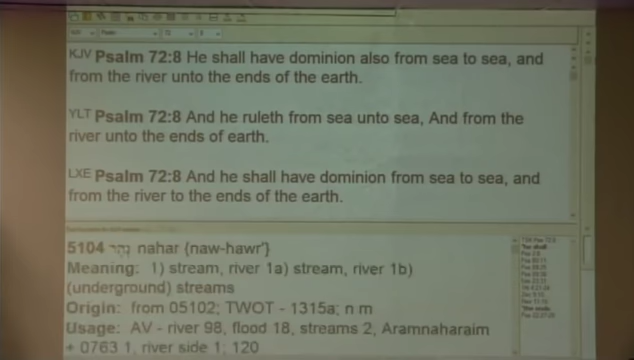 KJV Psalm 72:8 He shall have dominion also from sea to sea, and
from the river unto the ends of the earth.
YLT Psalm 72:8 And he ruleth from sea unto sea, And from the
river unto the ends of earth.
LXE Psalm 72:8 And he shall have dominion from sea to sea, and
from the river to the ends of the earth.
5104 נהר nahar {naw-hawr'}
Meaning: 1) stream, river 1a) stream, river 1b)
(underground) streams
Origin: from 05102; TWOT - 1315a; n m
Usage: AV - river 98, flood 18, streams 2, Aramnaharaim
+ 0763 1, river side 1; 120